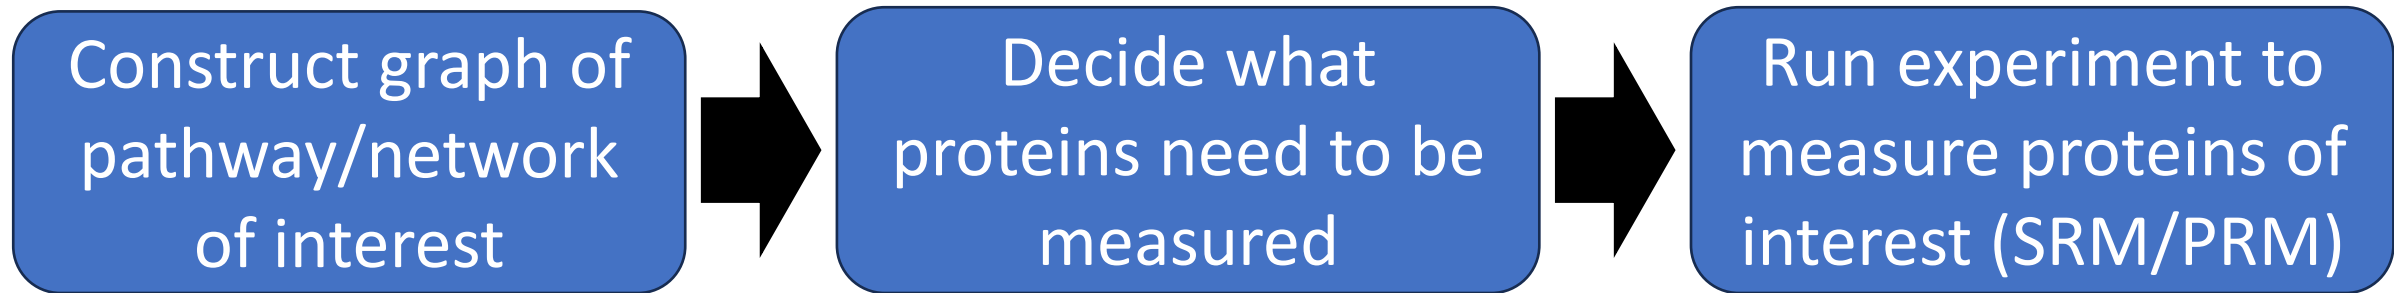 Construct graph of
pathway/network
of interest
Decide what
proteins need to be
measured
Run experiment to
measure proteins of
interest (SRM/PRM)